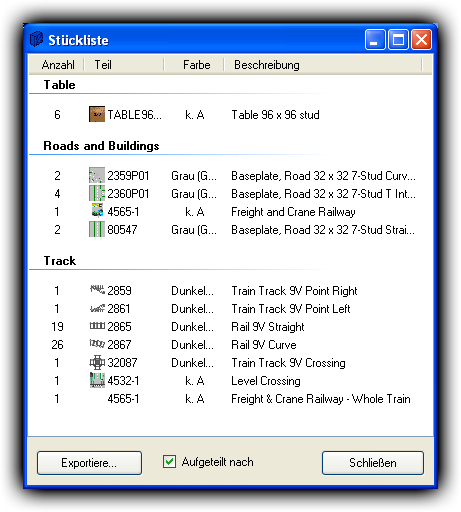 Stückliste
Anzahl Teil Farbe Beschreibung
Table
6 TABLE96... k. A Table 96 x 96 stud
Roads and Buildings
2 2359P01 Grau (G... Baseplate, Road 32 x 32 7-Stud Curv...
4 2360P01 Grau (G... Baseplate, Road 32 x 32 7-Stud T Int...
1 4565-1 k. A Freight and Crane Railway
2 80547 Grau (G... Baseplate, Road 32 x 32 7-Stud Strai...
Track
1 2859 Dunkel... Train Track 9V Point Right
1 2861 Dunkel... Train Track 9V Point Left
19 2865 Dunkel... Rail 9V Straight
26 2867 Dunkel... Rail 9V Curve
1 32087 Dunkel... Train Track 9V Crossing
1 4532-1 k. A Level Crossing
1 4565-1 k. A Freight & Crane Railway - Whole Train
Exportiere... Aufgeteilt nach Schließen